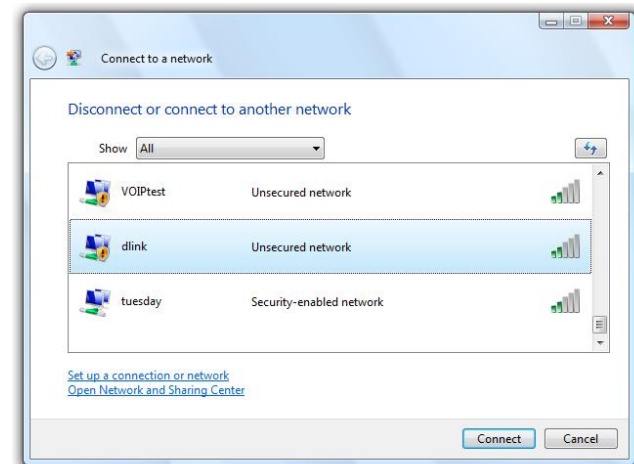 Connect to a network
Disconnect or connect to another network
Show All
VOIPtest Unsecured network
dlink Unsecured network
tuesday Security-enabled network
Set up a connection or network
Open Network and Sharing Center
Connect Cancel